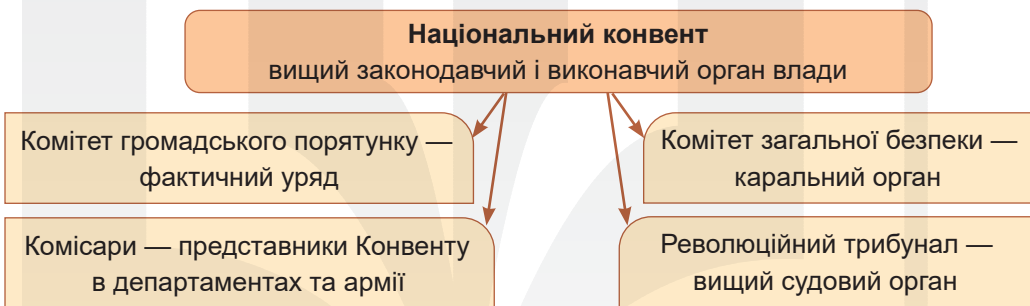 Національний конвент
вищий законодавчий і виконавчий орган влади
Комітет громадського порятунку —
фактичний уряд
Комітет загальної безпеки —
каральний орган
Комісари — представники Конвенту
в департаментах та армії
Революційний трибунал —
вищий судовий орган